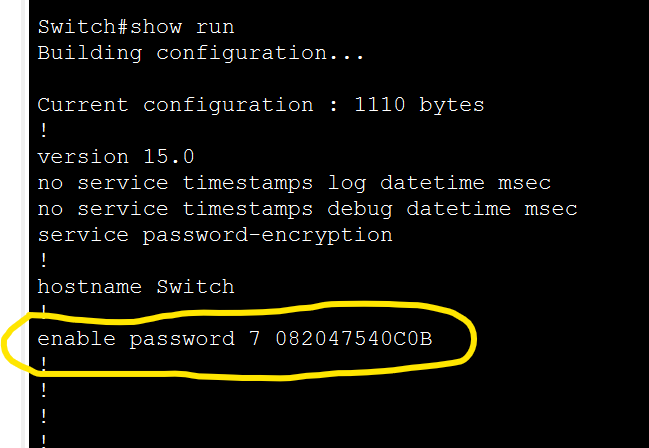 Switch#show run
Building configuration...
Current configuration : 1110 bytes
!
version 15.0
no service timestamps log datetime msec
no service timestamps debug datetime msec
service password-encryption
!
hostname Switch
!
enable password 7 082047540C0B
!
!
!
!